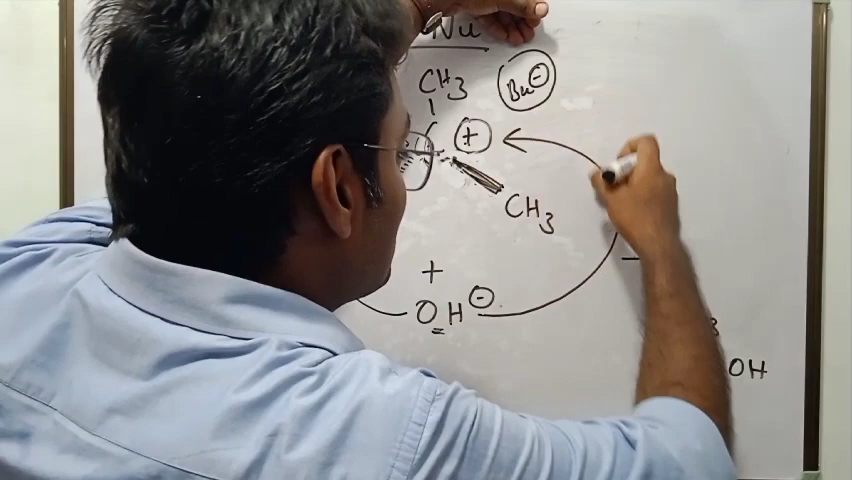 Nu
CH3
Bu⊖
+
CH3
+
OH⊖
OH